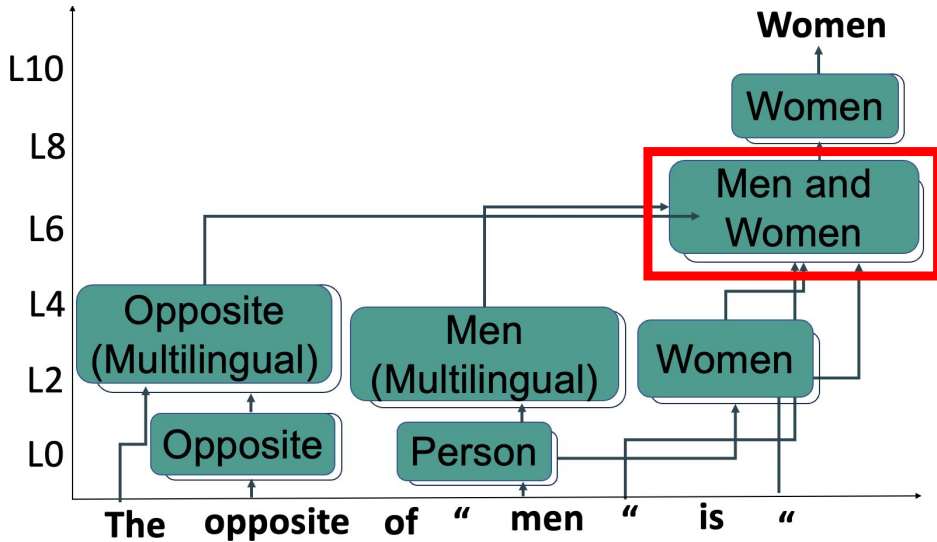 Women
L10
Women
L8
Men and
Women
L6
L4
Opposite
(Multilingual)
Men
(Multilingual)
Women
L2
Opposite
Person
L0
The opposite of “ men “ is “